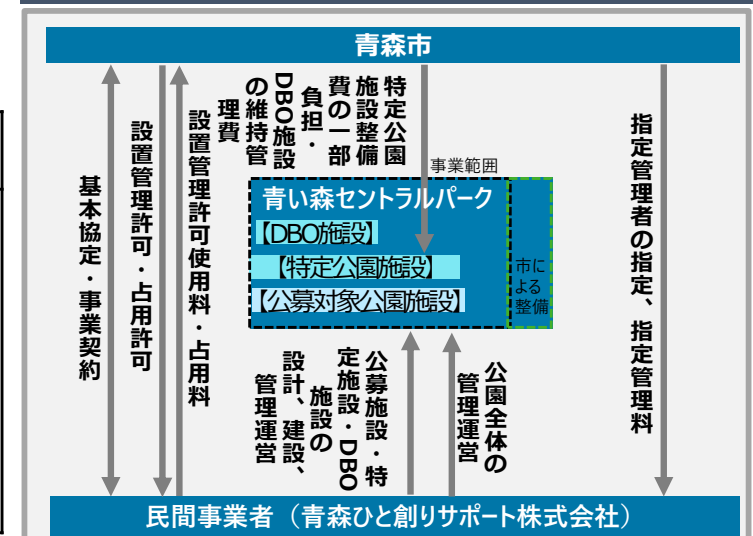 青森市
基本協定・事業契約
設置管理許可・占用許可
設置管理許可使用料・占用料
特定公園
施設整備
費の一部
負担・
DBO施設
の維持管
理費
事業範囲
指定管理者の指定、指定管理料
青い森セントラルパーク
【DBO施設】
【特定公園施設】
【公募対象公園施設】
市に
よる
整備
公募施設・特
定施設・DBO
施設の
設計、建設、
管理運営
公園全体の
管理運営
民間事業者（青森ひと創りサポート株式会社）